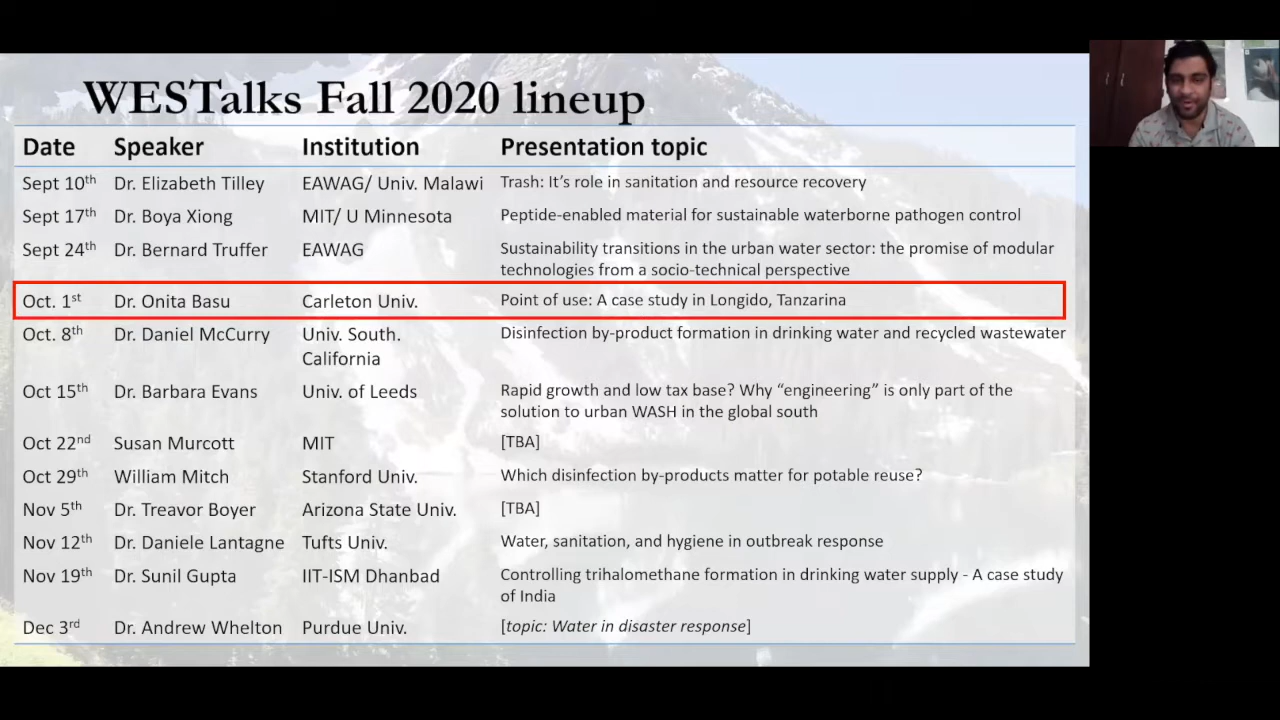 WESTalks Fall 2020 lineup
Date Speaker Institution Presentation topic
Sept 10th Dr. Elizabeth Tilley EAWAG/ Univ. Malawi Trash: It's role in sanitation and resource recovery
Sept 17th Dr. Boya Xiong MIT/ U Minnesota Peptide-enabled material for sustainable waterborne pathogen control
Sept 24th Dr. Bernard Truffer EAWAG Sustainability transitions in the urban water sector: the promise of modular
technologies from a socio-technical perspective
Oct. 1st Dr. Onita Basu Carleton Univ. Point of use: A case study in Longido, Tanzarina
Oct. 8th Dr. Daniel McCurry Univ. South. Disinfection by-product formation in drinking water and recycled wastewater
California
Oct 15th Dr. Barbara Evans Univ. of Leeds Rapid growth and low tax base? Why “engineering” is only part of the
solution to urban WASH in the global south
Oct 22nd Susan Murcott MIT [TBA]
Oct 29th William Mitch Stanford Univ. Which disinfection by-products matter for potable reuse?
Nov 5th Dr. Treavor Boyer Arizona State Univ. [TBA]
Nov 12th Dr. Daniele Lantagne Tufts Univ. Water, sanitation, and hygiene in outbreak response
Nov 19th Dr. Sunil Gupta IIT-ISM Dhanbad Controlling trihalomethane formation in drinking water supply - A case study
of India
Dec 3rd Dr. Andrew Whelton Purdue Univ. [topic: Water in disaster response]